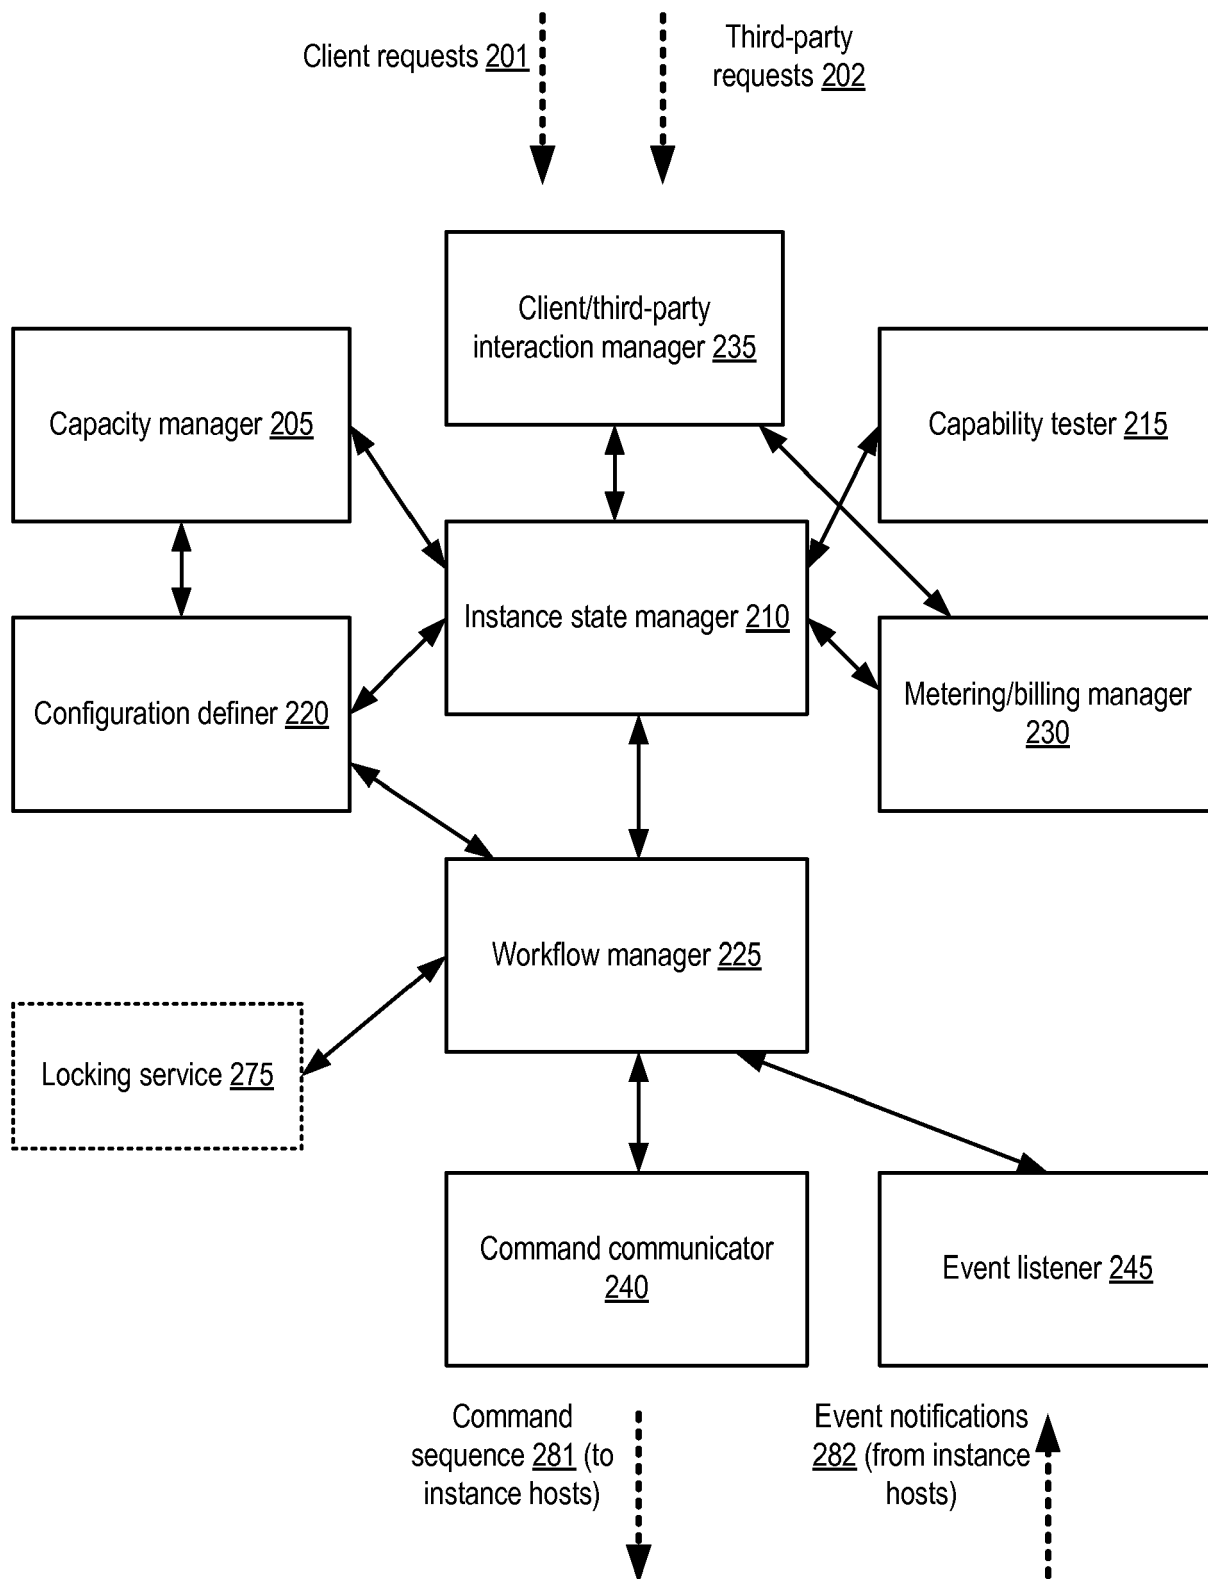 Client requests 201
Third-party
requests 202
Client/third-party
interaction manager 235
Capacity manager 205
Capability tester 215
Instance state manager 210
Configuration definer 220
Metering/billing manager
230
Workflow manager 225
Locking service 275
Command communicator
240
Event listener 245
Command
sequence 281 (to
instance hosts)
Event notifications
282 (from instance
hosts)